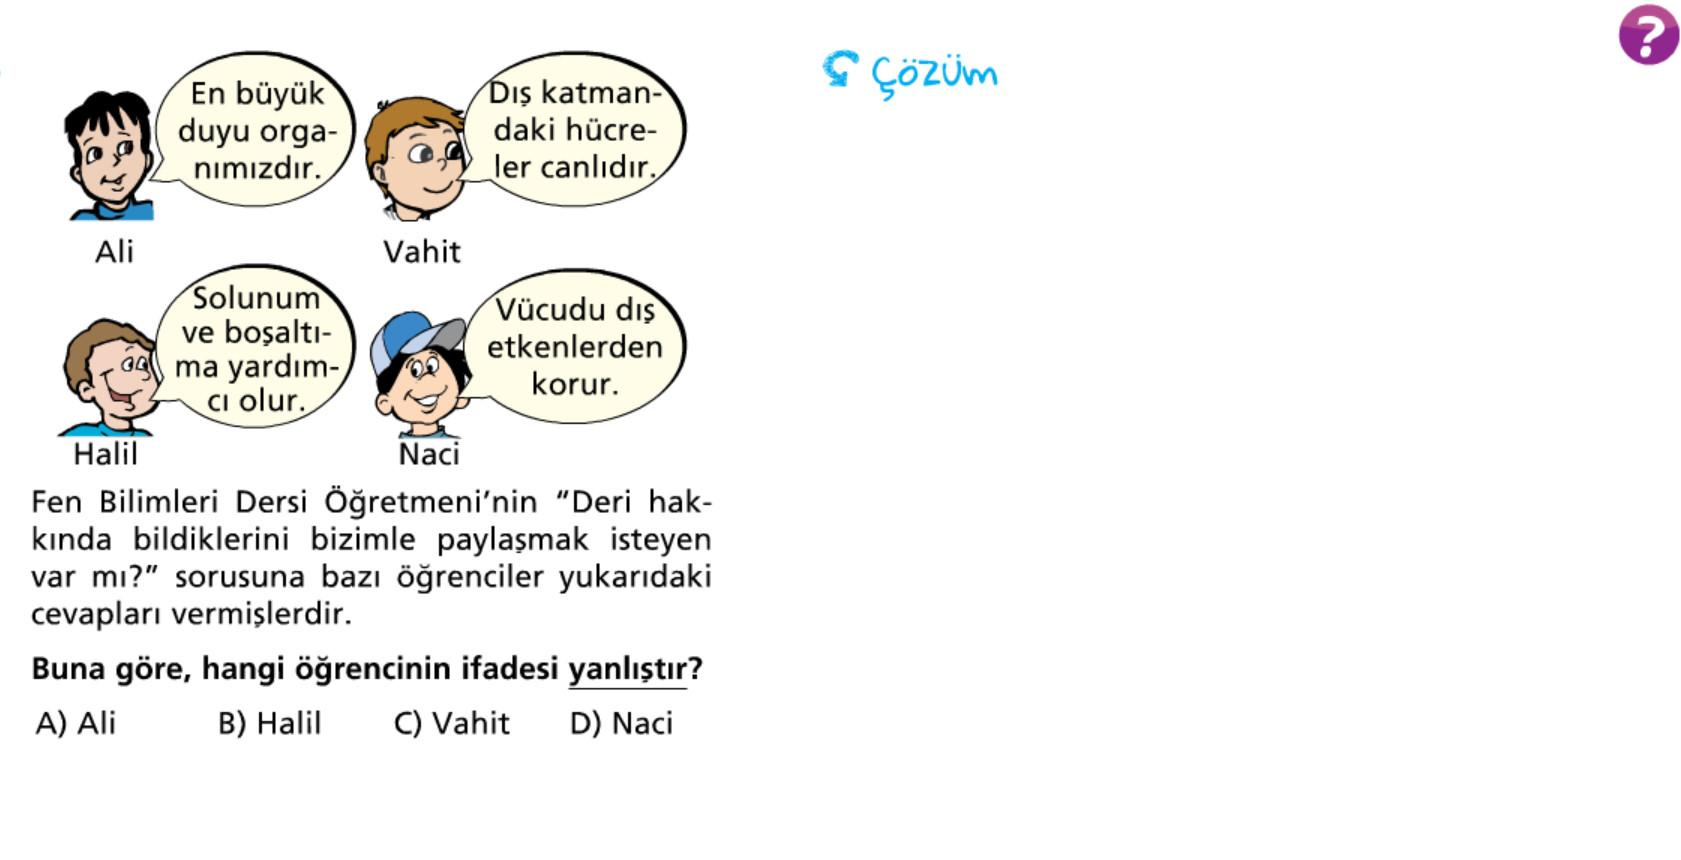 En büyük
duyu orga-
nımızdır.
Ali
Dış katman-
daki hücre-
ler canlıdır.
Vahit
Solunum
ve boşaltı-
ma yardım-
cı olur.
Halil
Vücudu dış
etkenlerden
korur.
Naci
Fen Bilimleri Dersi Öğretmeni’nin “Deri hak-
kında bildiklerini bizimle paylaşmak isteyen
var mı?” sorusuna bazı öğrenciler yukarıdaki
cevapları vermişlerdir.
Buna göre, hangi öğrencinin ifadesi yanlıştır?
A) Ali B) Halil C) Vahit D) Naci
Çözüm
?